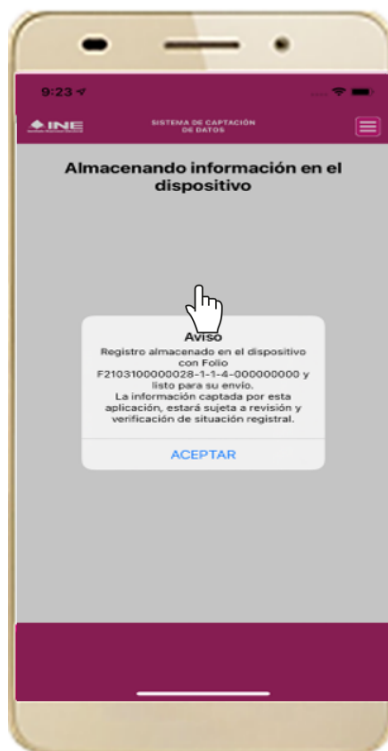 9:23
INE
SISTEMA DE CAPTACIÓN
DE DATOS
Almacenando información en el
dispositivo
Aviso
Registro almacenado en el dispositivo
con Folio
F2103100000028-1-1-4-000000000 y
listo para su envío.
La información captada por esta
aplicación, estará sujeta a revisión y
verificación de situación registral.
ACEPTAR